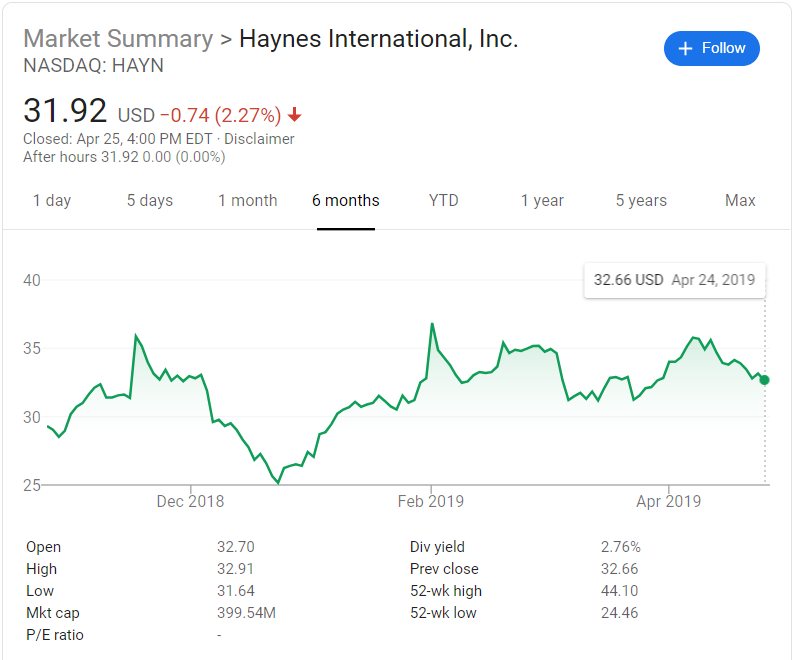 Market Summary > Haynes International, Inc.
NASDAQ: HAYN
+ Follow
31.92 USD −0.74 (2.27%) ↓
Closed: Apr 25, 4:00 PM EDT · Disclaimer
After hours 31.92 0.00 (0.00%)
1 day 5 days 1 month 6 months YTD 1 year 5 years Max
32.66 USD Apr 24, 2019
40
35
30
25
Dec 2018 Feb 2019 Apr 2019
Open 32.70 Div yield 2.76%
High 32.91 Prev close 32.66
Low 31.64 52-wk high 44.10
Mkt cap 399.54M 52-wk low 24.46
P/E ratio -